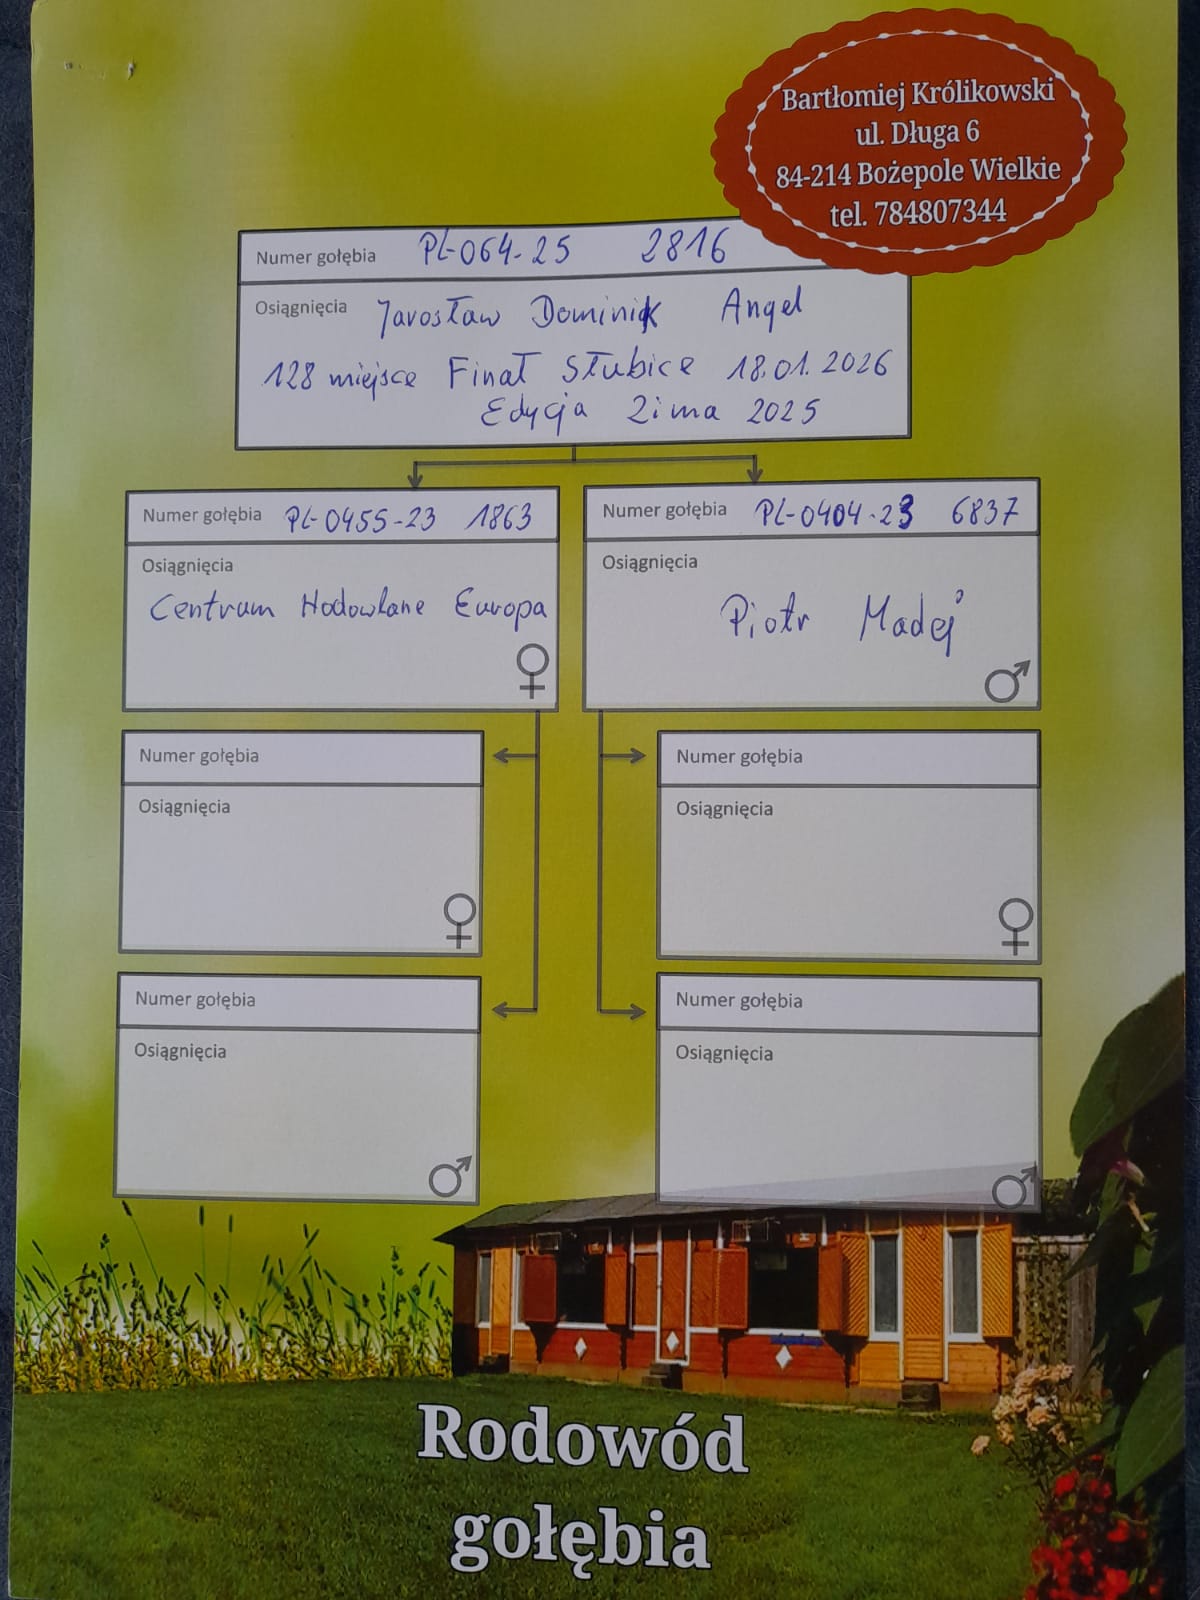 Bartłomiej Królikowski
ul. Długa 6
84-214 Bożepole Wielkie
tel. 784807344
Numer gołębia PL-064-25 2816
Osiągnięcia Jarosław Dominik Angel
128 miejsce Finał Słubice 18.01.2026
Edycja Zima 2025
Numer gołębia PL-0455-23 1863
Osiągnięcia
Centrum Hodowlane Europa
♀
Numer gołębia PL-0404-23 6837
Osiągnięcia
Piotr Madej
♂
Numer gołębia
Osiągnięcia
♀
Numer gołębia
Osiągnięcia
♀
Numer gołębia
Osiągnięcia
♂
Numer gołębia
Osiągnięcia
♂
Rodowód
gołębia